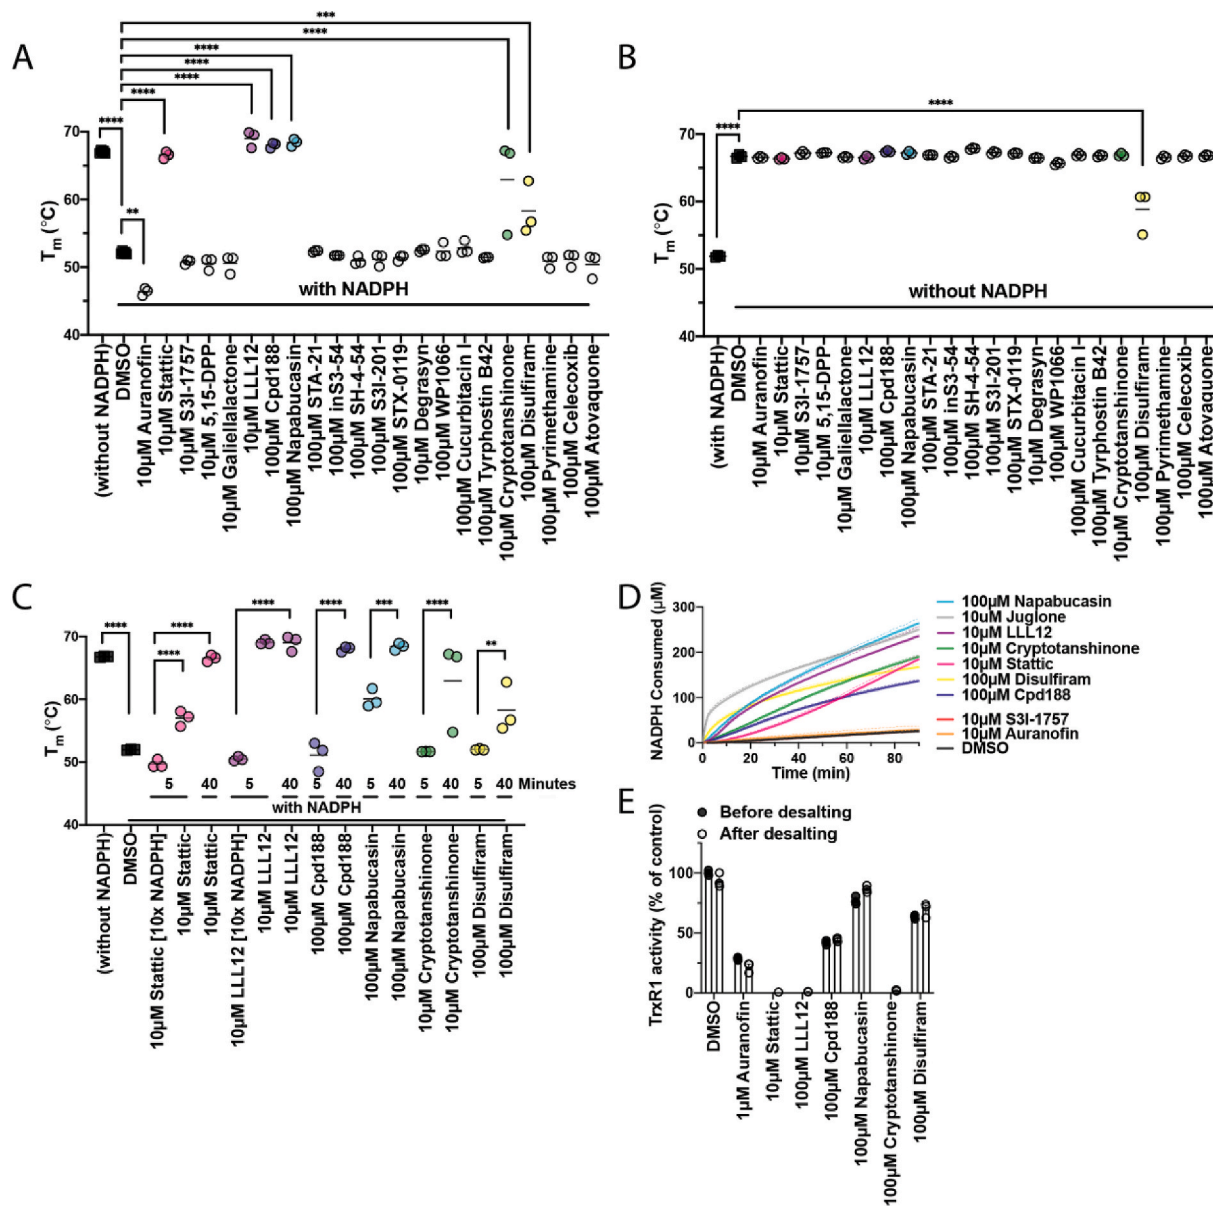 A
***
****
****
****
****
****
****
**
Tm (°C)
70
60
50
40
with NADPH
(without NADPH)
DMSO
10µM Auranofin
10µM Stattic
10µM S3I-1757
10µM 5,15-DPP
10µM Galiellalactone
10µM LLL12
100µM Cpd188
100µM Napabucasin
100µM STA-21
100µM inS3-54
100µM SH-4-54
100µM S3I-201
100µM STX-0119
10µM Degrasyn
100µM WP1066
100µM Cucurbitacin I
100µM Tyrphostin B42
10µM Cryptotanshinone
100µM Disulfiram
100µM Pyrimethamine
100µM Celecoxib
100µM Atovaquone
B
****
****
Tm (°C)
70
60
50
40
without NADPH
(with NADPH)
DMSO
10µM Auranofin
10µM Stattic
10µM S3I-1757
10µM 5,15-DPP
10µM Galiellalactone
10µM LLL12
100µM Cpd188
100µM Napabucasin
100µM STA-21
100µM inS3-54
100µM SH-4-54
100µM S3I-201
100µM STX-0119
10µM Degrasyn
100µM WP1066
100µM Cucurbitacin I
100µM Tyrphostin B42
10µM Cryptotanshinone
100µM Disulfiram
100µM Pyrimethamine
100µM Celecoxib
100µM Atovaquone
C
****
****
****
****
****
***
****
**
Tm (°C)
70
60
50
40
5 40 5 40 5 40 5 40 5 40 5 40 Minutes
with NADPH
(without NADPH)
DMSO
10µM Stattic [10x NADPH]
10µM Stattic
10µM Stattic
10µM LLL12 [10x NADPH]
10µM LLL12
10µM LLL12
100µM Cpd188
100µM Cpd188
100µM Napabucasin
100µM Napabucasin
10µM Cryptotanshinone
10µM Cryptotanshinone
100µM Disulfiram
100µM Disulfiram
D
NADPH Consumed (µM)
300
200
100
0
0 20 40 60 80
Time (min)
100µM Napabucasin
10uM Juglone
10µM LLL12
10µM Cryptotanshinone
10µM Stattic
100µM Disulfiram
100µM Cpd188
10µM S3I-1757
10µM Auranofin
DMSO
E
Before desalting
After desalting
TrxR1 activity (% of control)
100
50
0
DMSO
1µM Auranofin
10µM Stattic
100µM LLL12
100µM Cpd188
100µM Napabucasin
100µM Cryptotanshinone
100µM Disulfiram